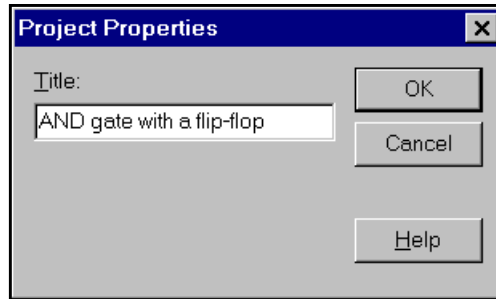 Project Properties
Title:
OK
AND gate with a flip-flop
Cancel
Help